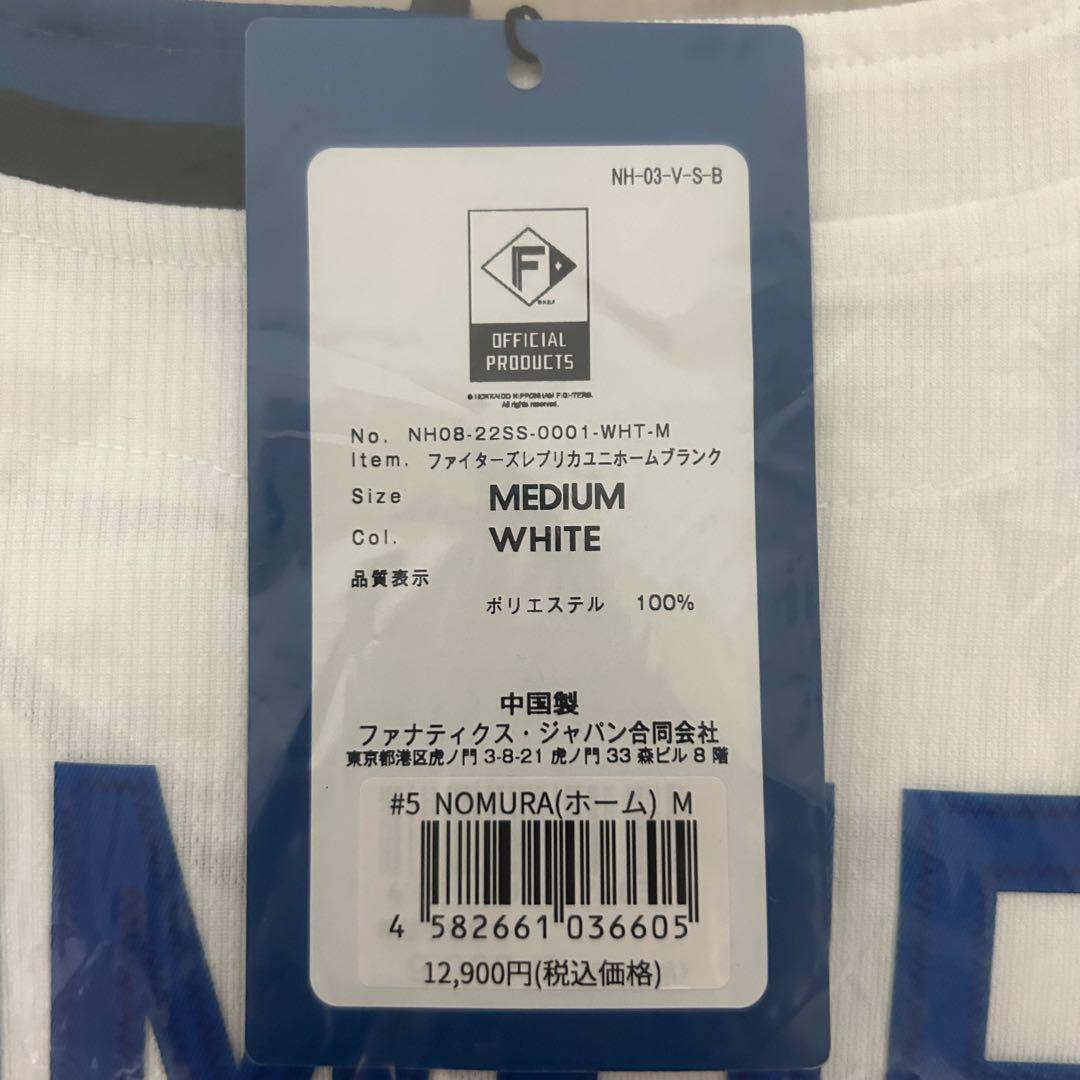 NH-03-V-S-B
F
OFFICIAL
PRODUCTS
© HOKKAIDO NIPPONHAM FIGHTERS.
All rights reserved.
No. NH08-22SS-0001-WHT-M
Item. ファイターズレプリカユニホームブランク
Size MEDIUM
Col. WHITE
品質表示
ポリエステル 100%
中国製
ファナティクス・ジャパン合同会社
東京都港区虎ノ門 3-8-21 虎ノ門 33 森ビル 8 階
#5 NOMURA(ホーム) M
4 582661 036605
12,900円(税込価格)